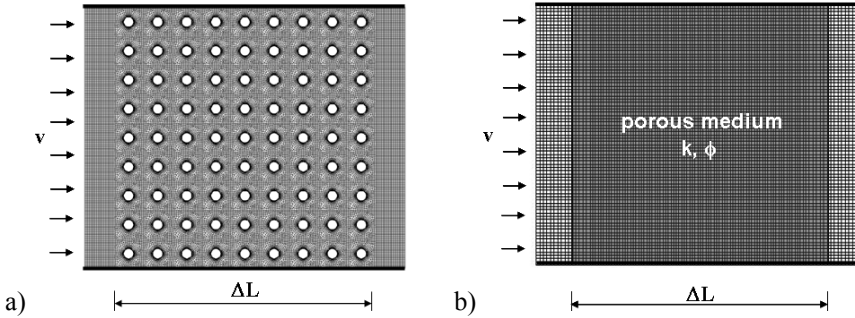 v
ΔL
a)
v
porous medium
k, ϕ
ΔL
b)